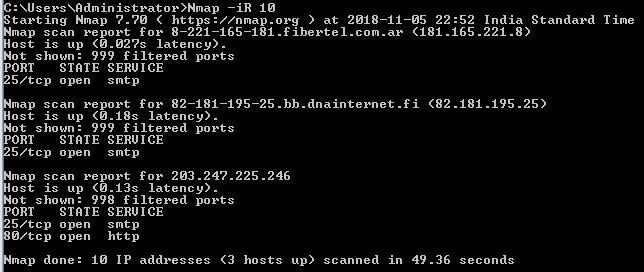 C:\Users\Administrator>Nmap -iR 10
Starting Nmap 7.70 ( https://nmap.org ) at 2018-11-05 22:52 India Standard Time
Nmap scan report for 8-221-165-181.fibertel.com.ar (181.165.221.8)
Host is up (0.027s latency).
Not shown: 999 filtered ports
PORT   STATE SERVICE
25/tcp open  smtp
Nmap scan report for 82-181-195-25.bb.dnainternet.fi (82.181.195.25)
Host is up (0.18s latency).
Not shown: 999 filtered ports
PORT   STATE SERVICE
25/tcp open  smtp
Nmap scan report for 203.247.225.246
Host is up (0.13s latency).
Not shown: 998 filtered ports
PORT   STATE SERVICE
25/tcp open  smtp
80/tcp open  http
Nmap done: 10 IP addresses (3 hosts up) scanned in 49.36 seconds